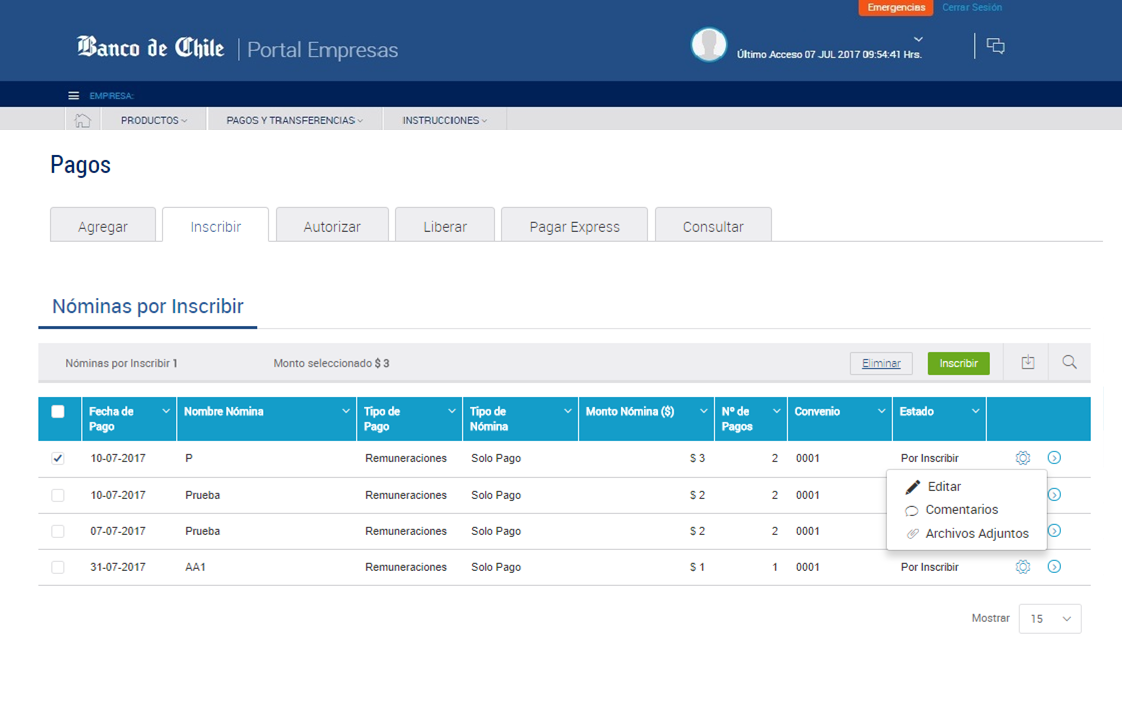 Emergencias Cerrar Sesión
Banco de Chile | Portal Empresas
Último Acceso 07 JUL 2017 09:54:41 Hrs.
EMPRESA:
PRODUCTOS PAGOS Y TRANSFERENCIAS INSTRUCCIONES
Pagos
Agregar Inscribir Autorizar Liberar Pagar Express Consultar
Nóminas por Inscribir
Nóminas por Inscribir 1 Monto seleccionado $ 3 Eliminar Inscribir
Fecha de Pago Nombre Nómina Tipo de Pago Tipo de Nómina Monto Nómina ($) Nº de Pagos Convenio Estado
10-07-2017 P Remuneraciones Solo Pago $ 3 2 0001 Por Inscribir
10-07-2017 Prueba Remuneraciones Solo Pago $ 2 2 0001
07-07-2017 Prueba Remuneraciones Solo Pago $ 2 2 0001
31-07-2017 AA1 Remuneraciones Solo Pago $ 1 1 0001 Por Inscribir
Editar
Comentarios
Archivos Adjuntos
Mostrar 15